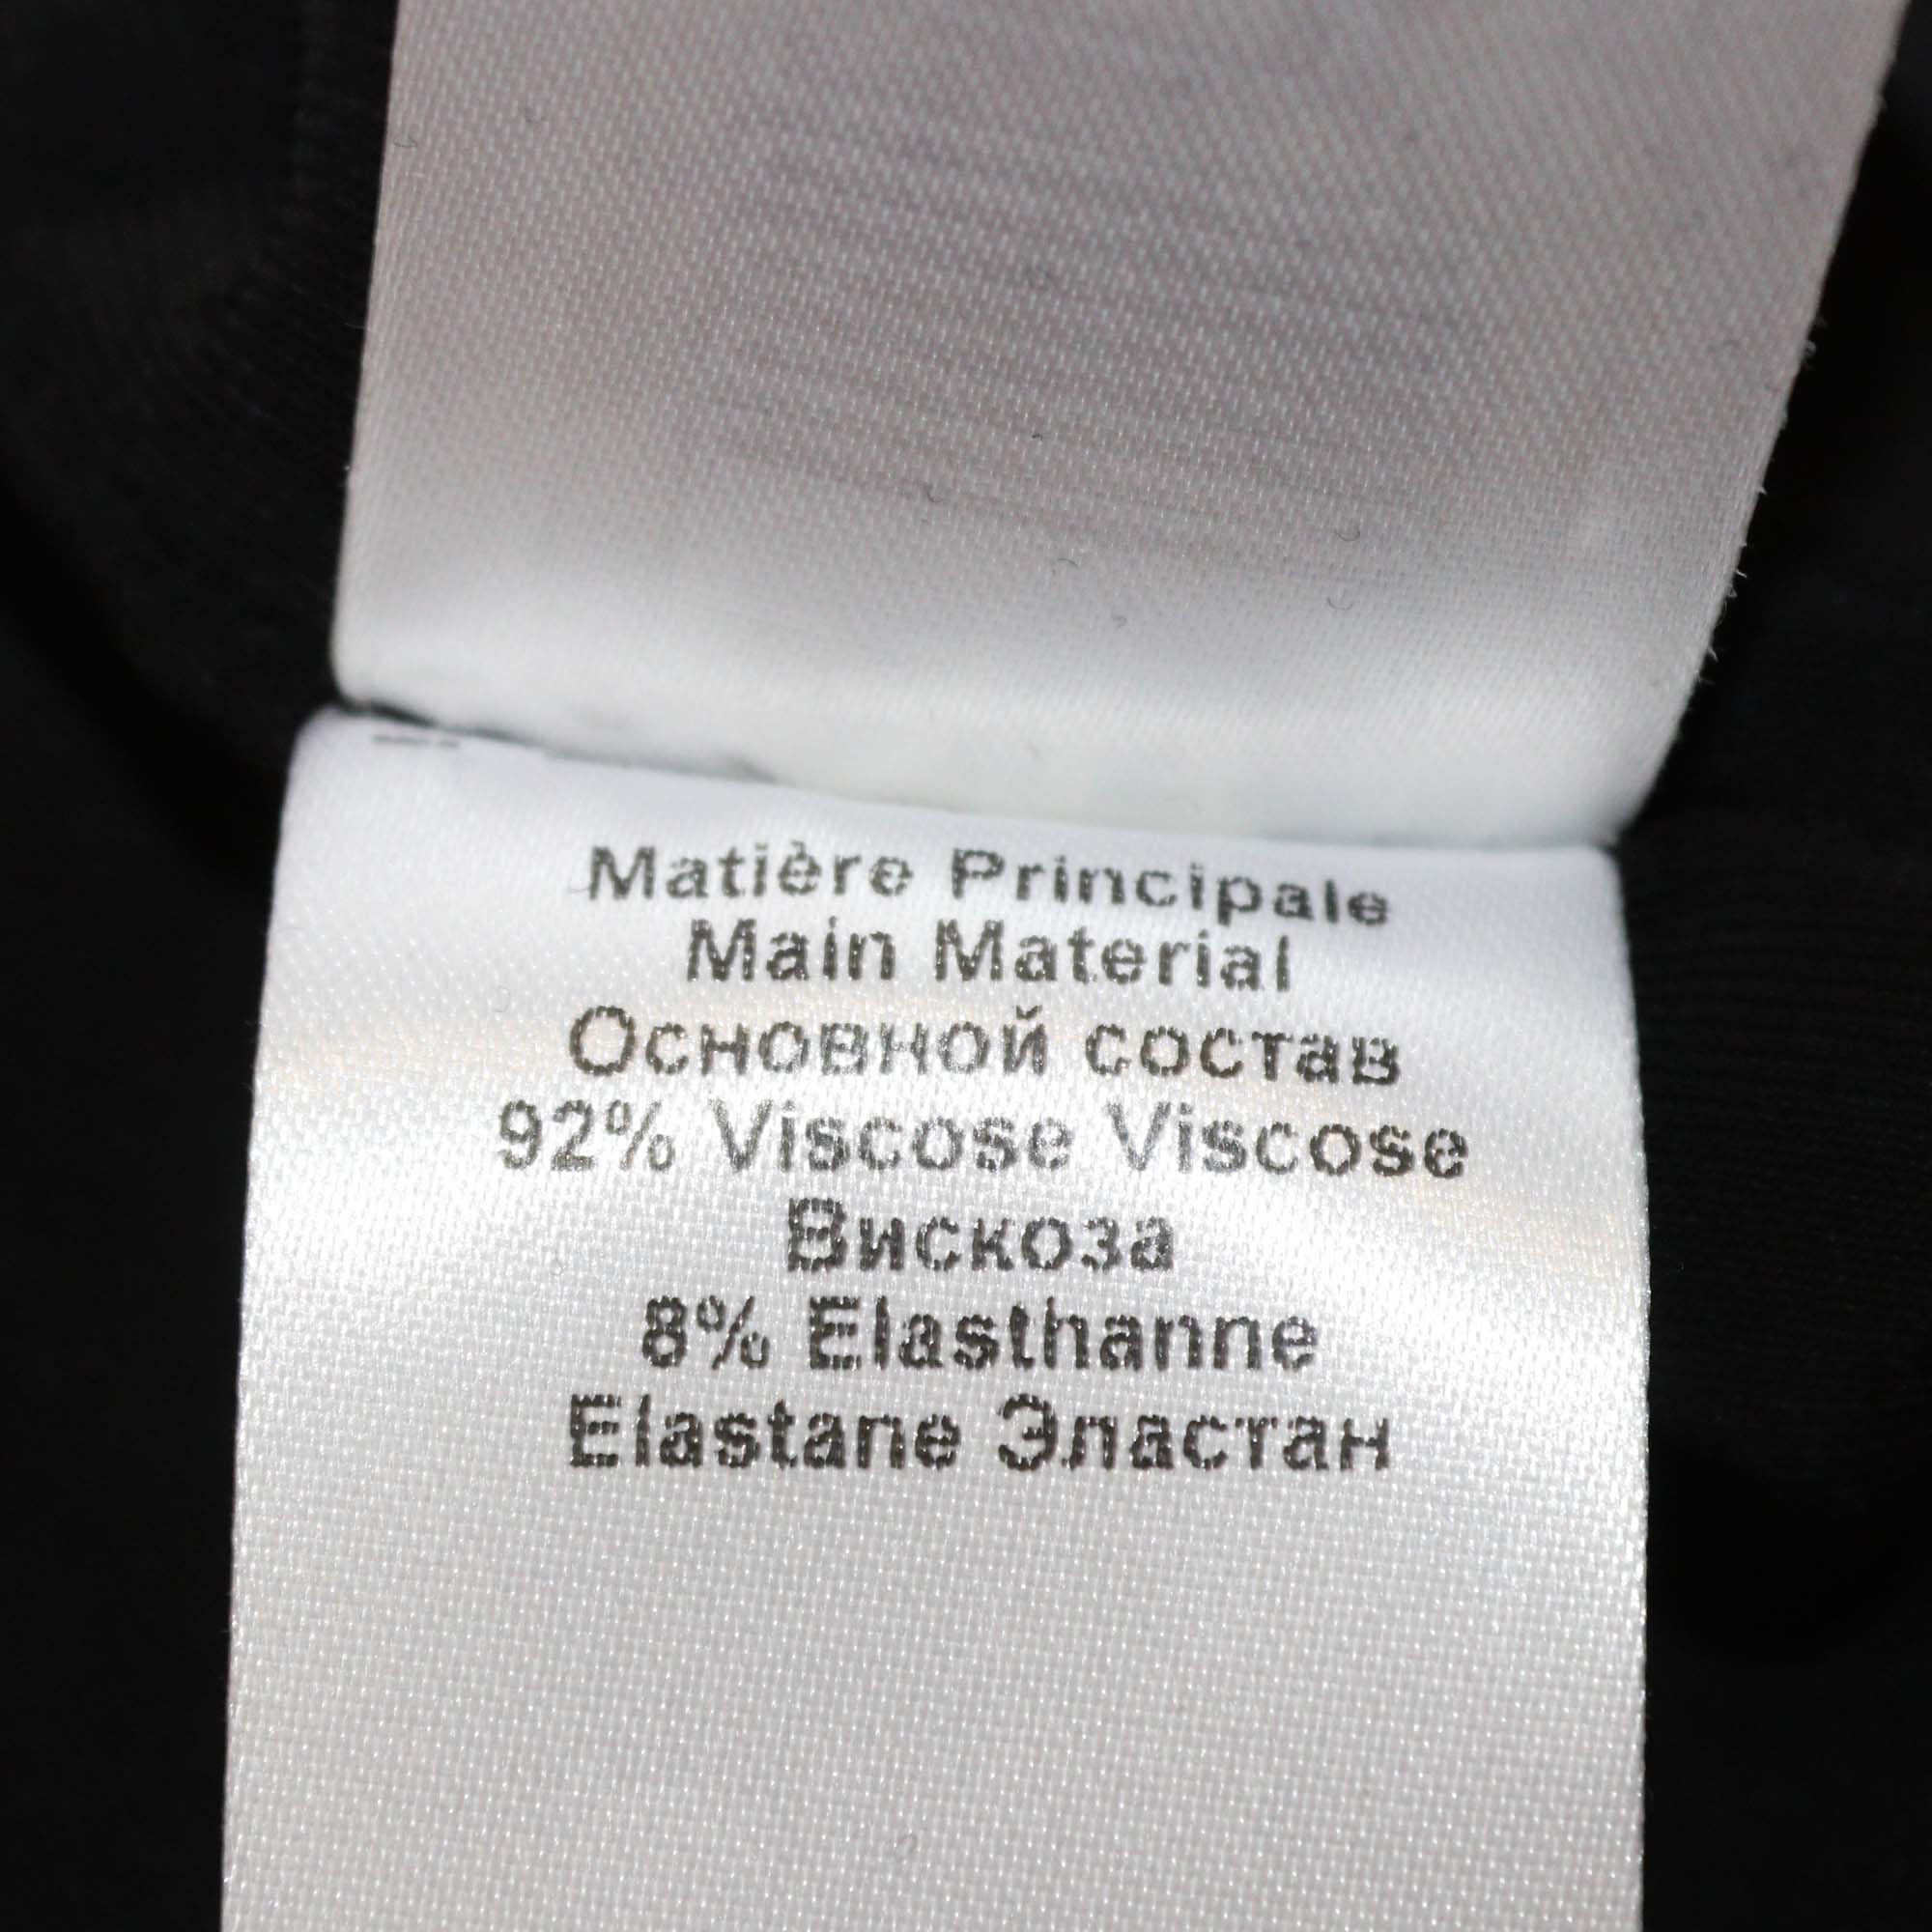 Matière Principale
Main Material
Основной состав
92% Viscose Viscose
Вискоза
8% Elasthanne
Elastane Эластан